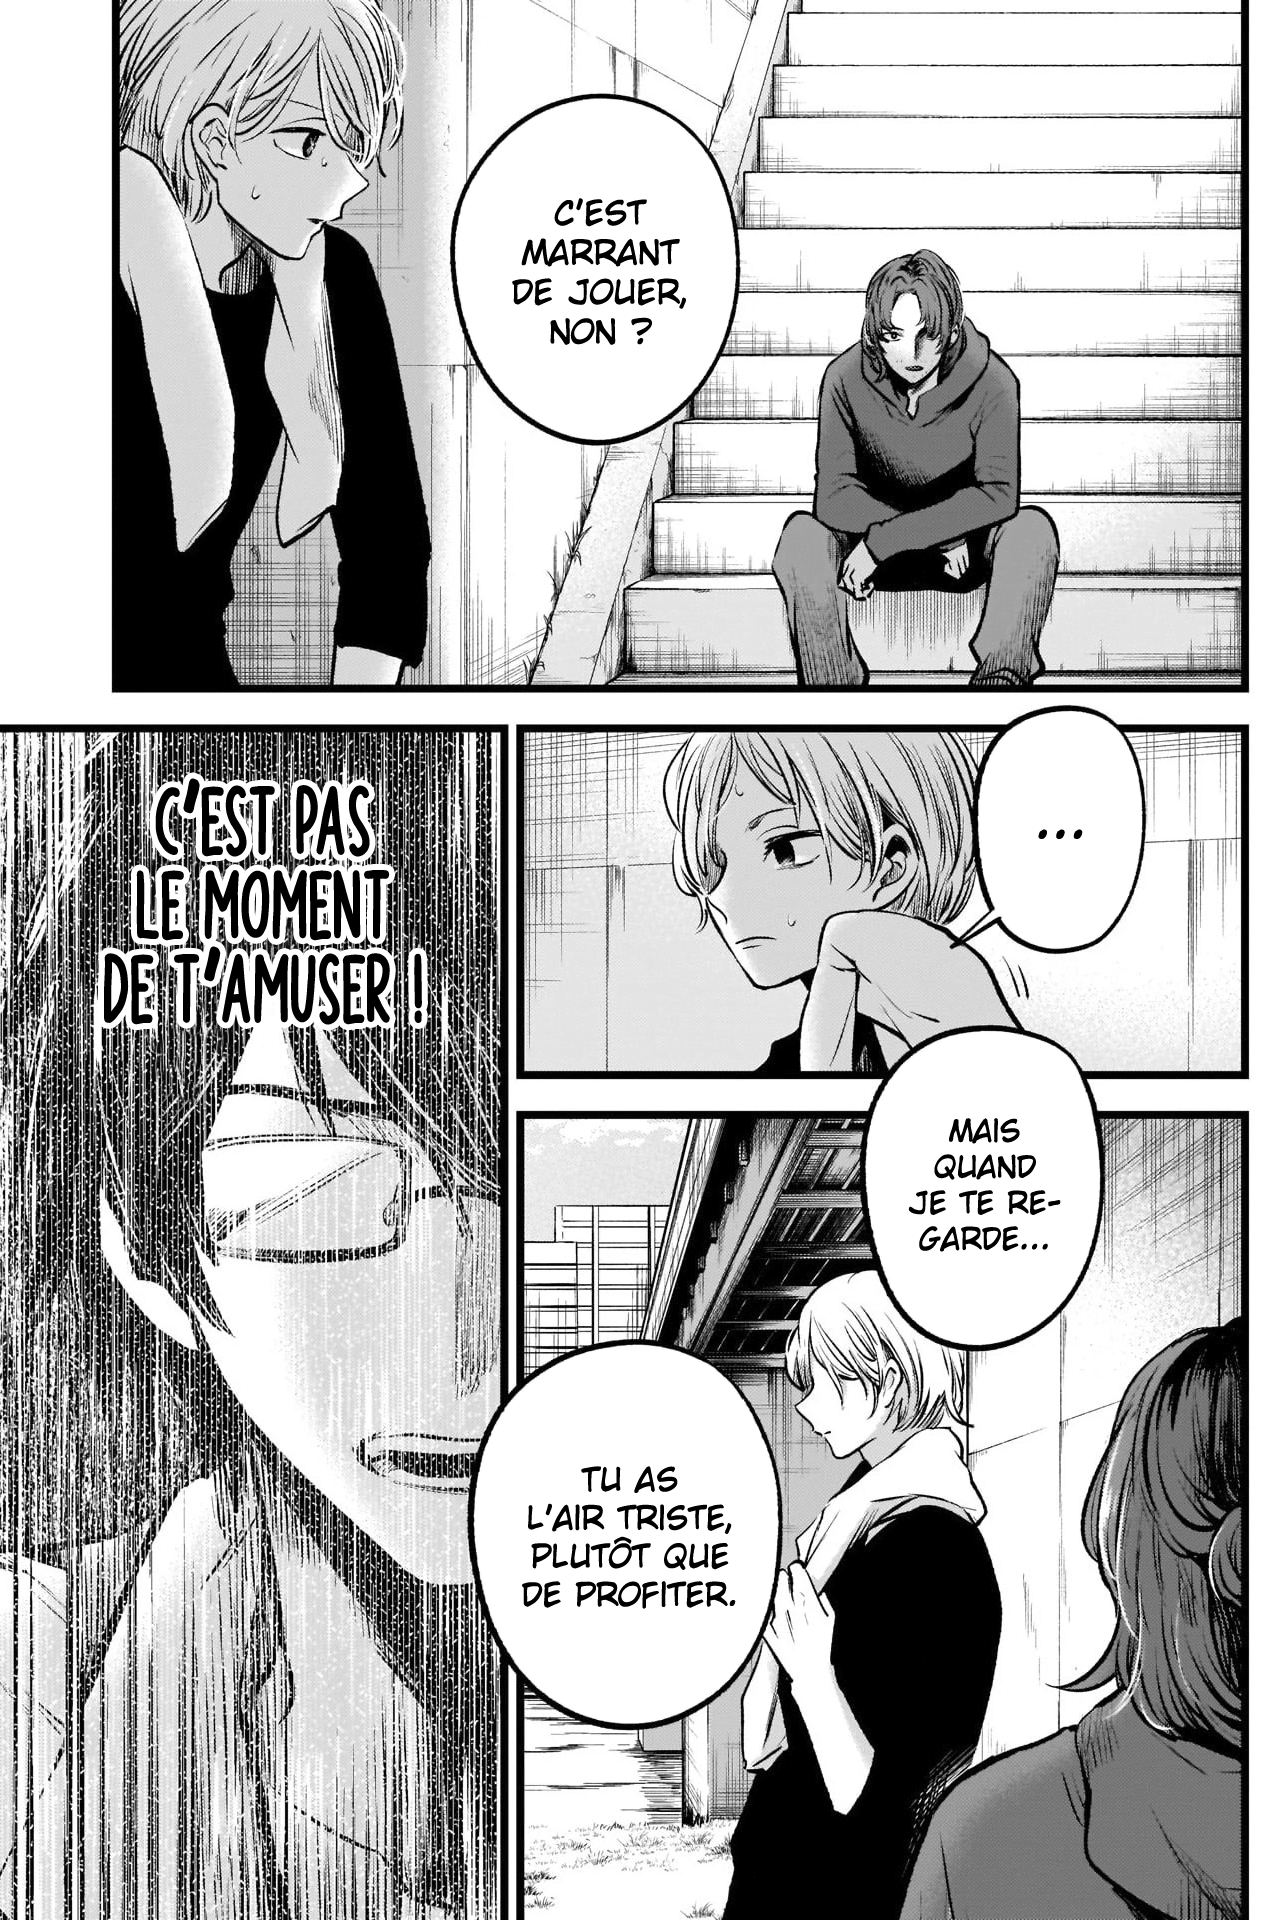 C'EST
MARRANT
DE JOUER,
NON ?
...
MAIS
QUAND
JE TE RE-
GARDE...
TU AS
L'AIR TRISTE,
PLUTÔT QUE
DE PROFITER.
C'EST PAS
LE MOMENT
DE T'AMUSER !